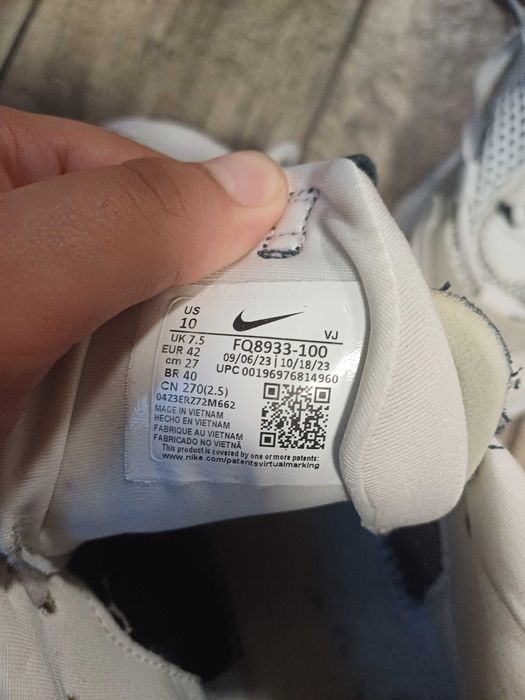 US
10
UK 7.5
EUR 42
cm 27
BR 40
CN 270(2.5)
VJ
FQ8933-100
09/06/23 | 10/18/23
UPC 00196976814960
04Z3ERZ72M662
MADE IN VIETNAM
HECHO EN VIETNAM
FABRIQUE AU VIETNAM
FABRICADO NO VIETNÃ
This product is covered by one or more patents:
www.nike.com/patentsvirtualmarking